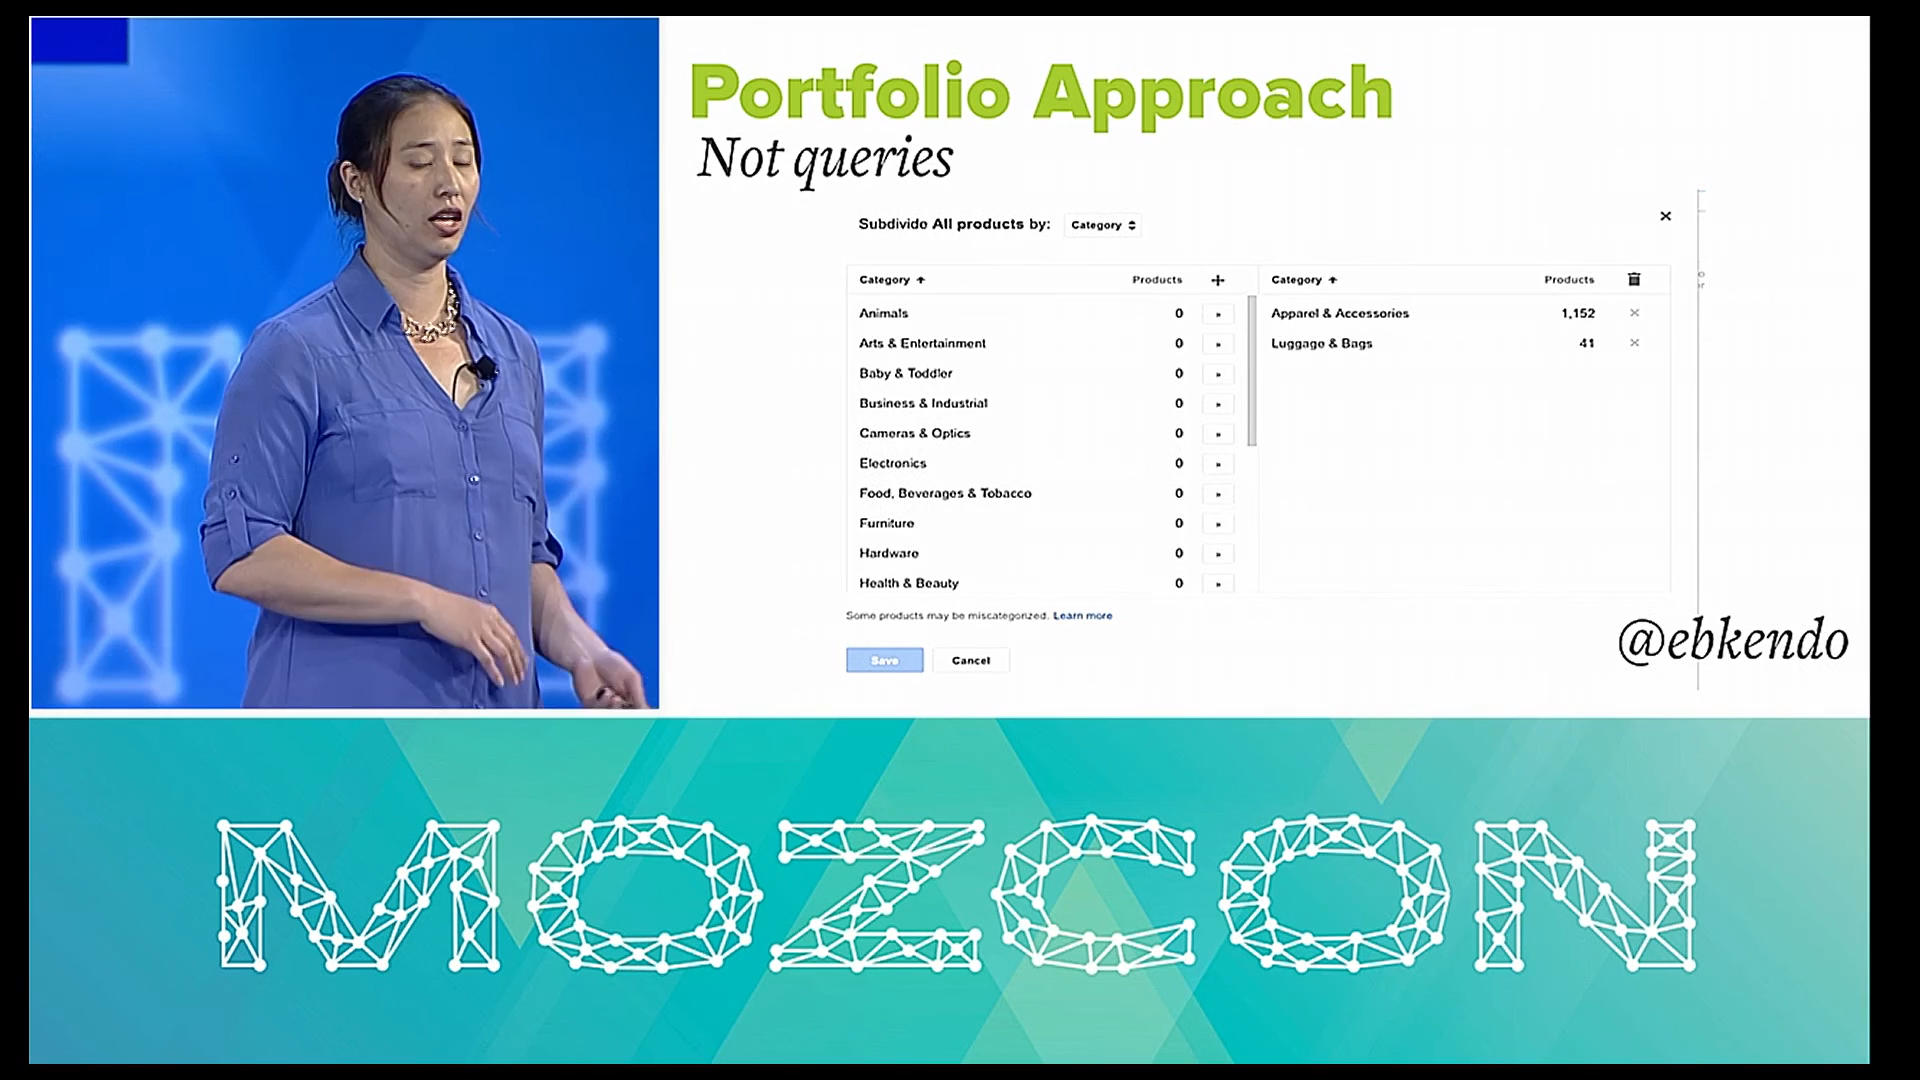 Portfolio Approach
Not queries
Subdivide All products by: Category
Category Products
Animals 0
Arts & Entertainment 0
Baby & Toddler 0
Business & Industrial 0
Cameras & Optics 0
Electronics 0
Food, Beverages & Tobacco 0
Furniture 0
Hardware 0
Health & Beauty 0
Category Products
Apparel & Accessories 1,152
Luggage & Bags 41
Some products may be miscategorized. Learn more
Save Cancel
@ebkendo
MOZCON